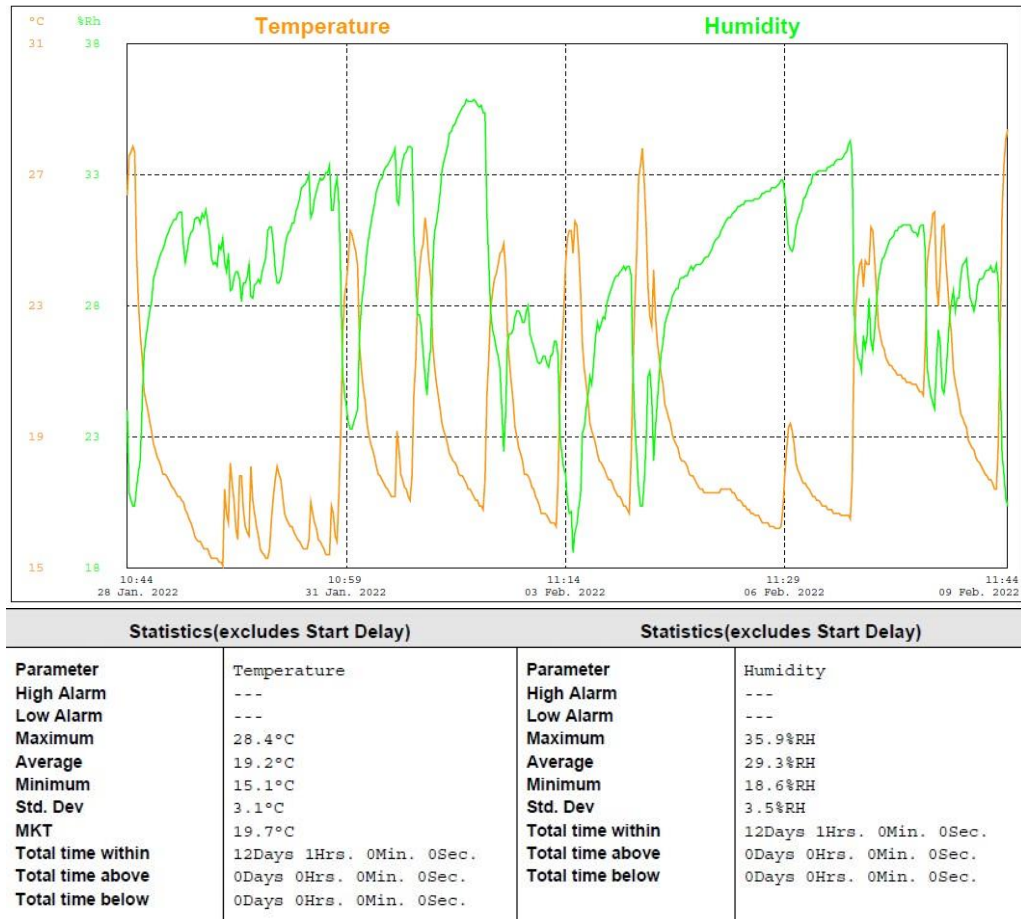 °C %Rh Temperature Humidity
31 38
27 33
23 28
19 23
15 18
10:44 10:59 11:14 11:29 11:44
28 Jan. 2022 31 Jan. 2022 03 Feb. 2022 06 Feb. 2022 09 Feb. 2022
Statistics(excludes Start Delay) Statistics(excludes Start Delay)
Parameter Temperature Parameter Humidity
High Alarm --- High Alarm ---
Low Alarm --- Low Alarm ---
Maximum 28.4°C Maximum 35.9%RH
Average 19.2°C Average 29.3%RH
Minimum 15.1°C Minimum 18.6%RH
Std. Dev 3.1°C Std. Dev 3.5%RH
MKT 19.7°C Total time within 12Days 1Hrs. 0Min. 0Sec.
Total time within 12Days 1Hrs. 0Min. 0Sec. Total time above 0Days 0Hrs. 0Min. 0Sec.
Total time above 0Days 0Hrs. 0Min. 0Sec. Total time below 0Days 0Hrs. 0Min. 0Sec.
Total time below 0Days 0Hrs. 0Min. 0Sec.